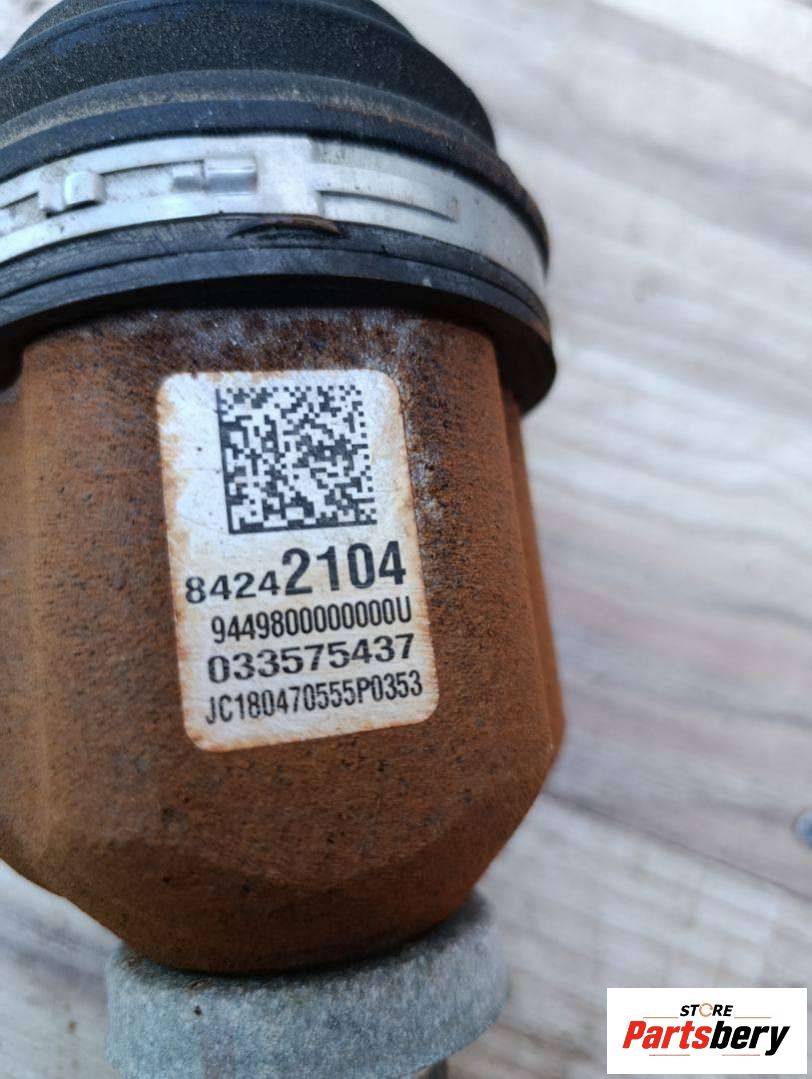 84242104
9449800000000U
033575437
JC180470555P0353
STORE
Partsbery